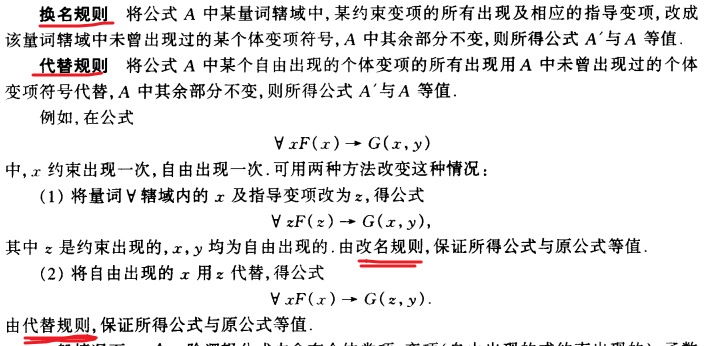 换名规则 将公式 A 中某量词辖域中,某约束变项的所有出现及相应的指导变项,改成
该量词辖域中未曾出现过的某个体变项符号,A 中其余部分不变,则所得公式 A′与 A 等值.
代替规则 将公式 A 中某个自由出现的个体变项的所有出现用 A 中未曾出现过的个体
变项符号代替,A 中其余部分不变,则所得公式 A′与 A 等值.
例如,在公式
∀xF(x)→G(x,y)
中,x 约束出现一次,自由出现一次.可用两种方法改变这种情况:
(1) 将量词∀辖域内的 x 及指导变项改为 z,得公式
∀zF(z)→G(x,y),
其中 z 是约束出现的,x,y 均为自由出现的.由改名规则,保证所得公式与原公式等值.
(2) 将自由出现的 x 用 z 代替,得公式
∀xF(x)→G(z,y).
由代替规则,保证所得公式与原公式等值.